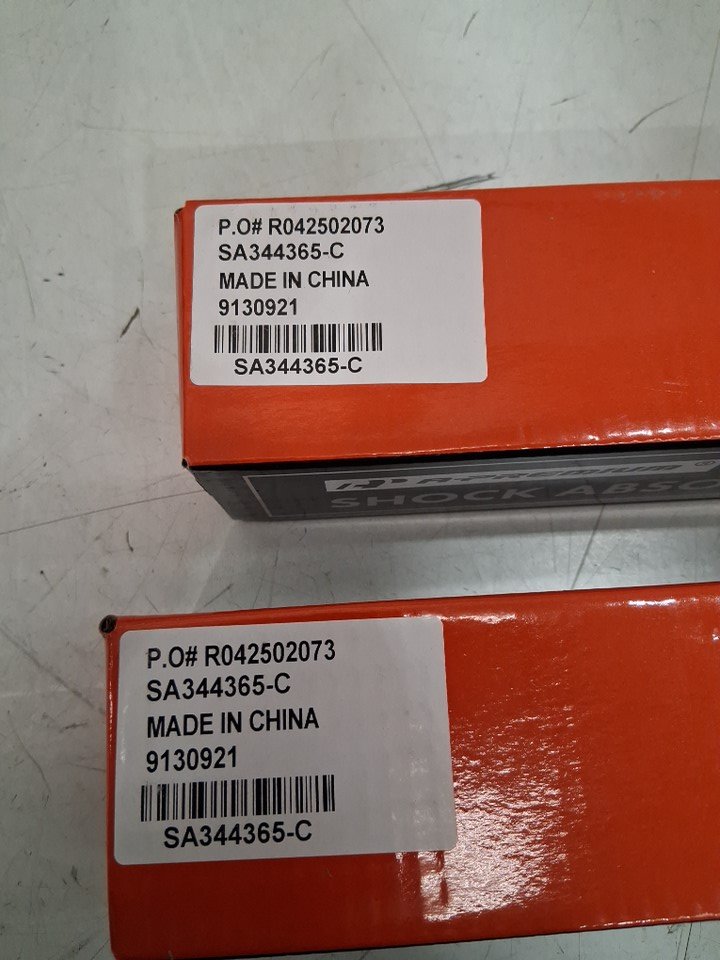 P.O# R042502073
SA344365-C
MADE IN CHINA
9130921
SA344365-C
SHOCK ABSO
P.O# R042502073
SA344365-C
MADE IN CHINA
9130921
SA344365-C